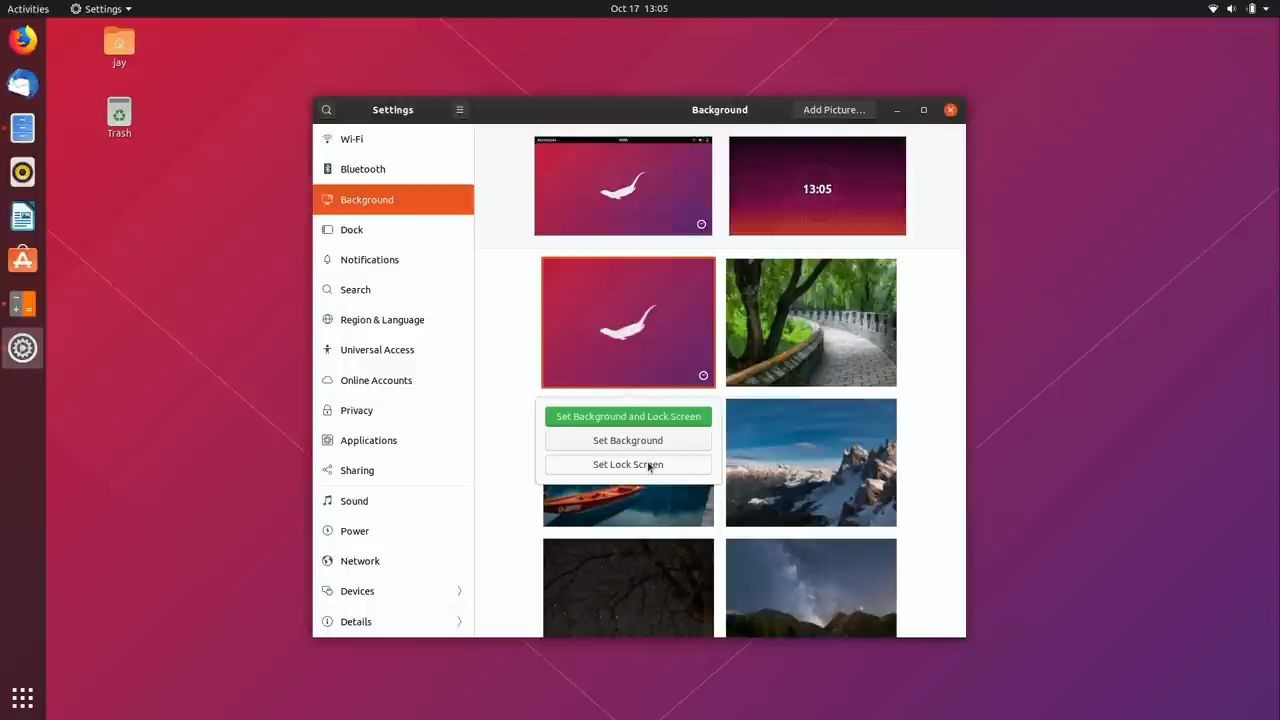 Activities
Settings
Oct 17 13:05
jay
Trash
Settings
Background
Add Picture…
Wi-Fi
Bluetooth
Background
Dock
Notifications
Search
Region & Language
Universal Access
Online Accounts
Privacy
Applications
Sharing
Sound
Power
Network
Devices
Details
13:05
Set Background and Lock Screen
Set Background
Set Lock Screen